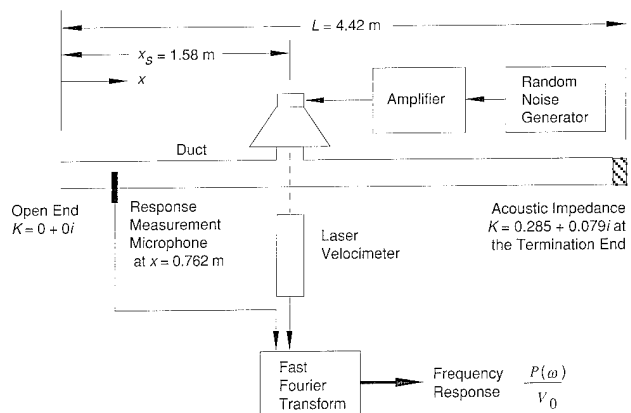 L = 4.42 m
x_S = 1.58 m
x
Amplifier
Random
Noise
Generator
Duct
Open End
K = 0 + 0i
Response
Measurement
Microphone
at x = 0.762 m
Laser
Velocimeter
Acoustic Impedance
K = 0.285 + 0.079i at
the Termination End
Fast
Fourier
Transform
Frequency
Response
P(ω)
V_0